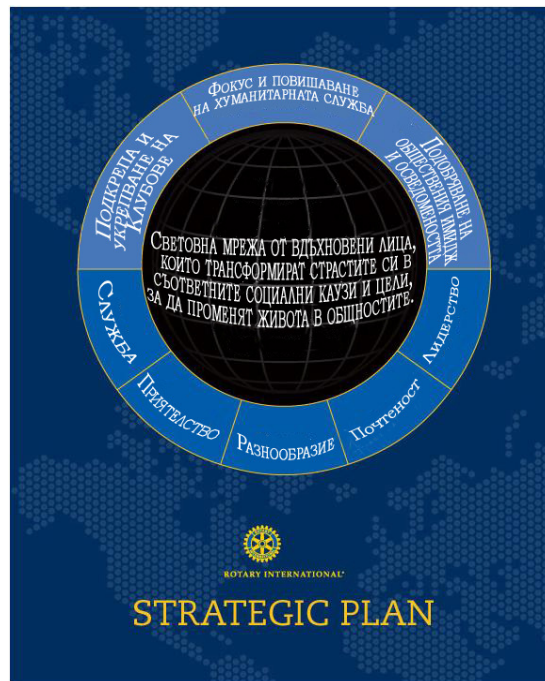 Подкрепа и
укрепване на
Клубове
Фокус и повишаване
на хуманитарната служба
Подобряване на
обществения имидж
и осведомеността
Световна мрежа от вдъхновени лица,
които трансформират страстите си в
съответните социални каузи и цели,
за да променят живота в общностите.
Служба
Приятелство
Разнообразие
Почтеност
Лидерство
ROTARY INTERNATIONAL®
STRATEGIC PLAN